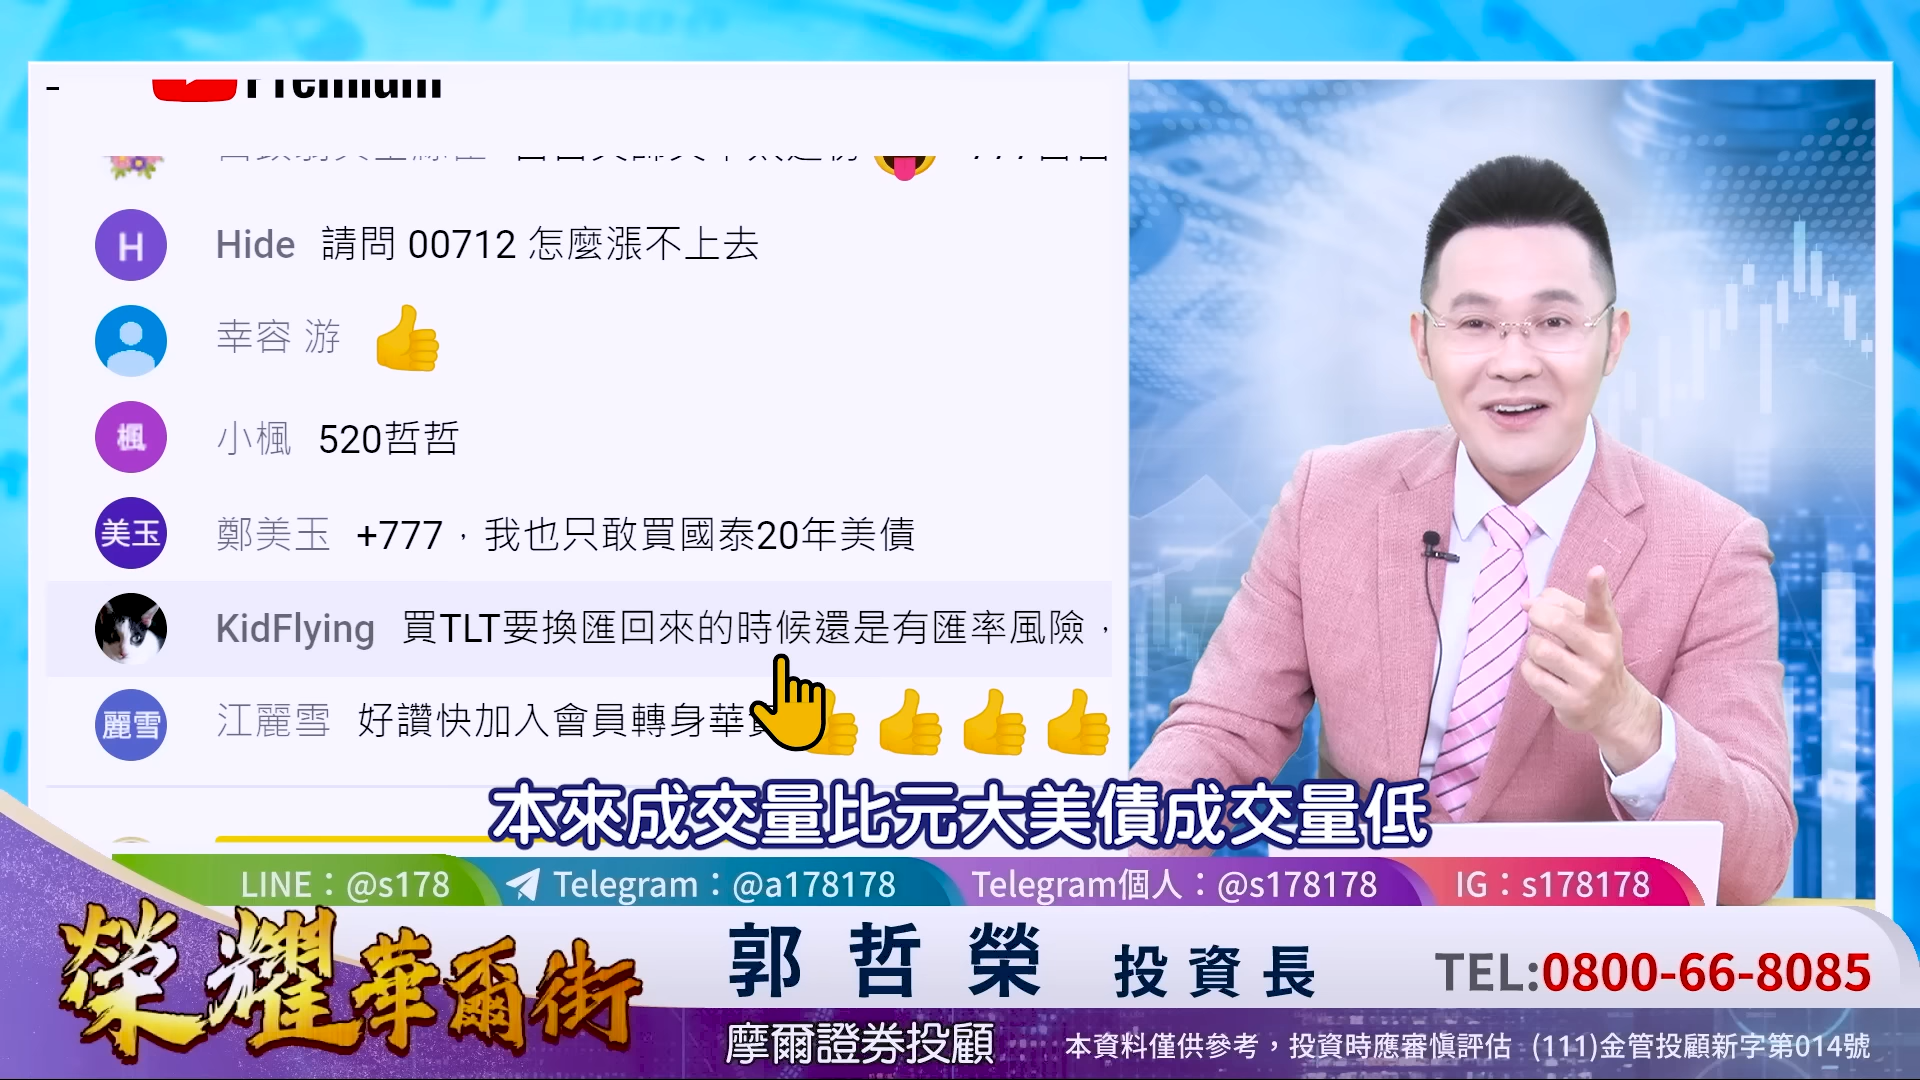 Premium
Hide 請問 00712 怎麼漲不上去
幸容 游
小楓 520哲哲
鄭美玉 +777，我也只敢買國泰20年美債
KidFlying 買TLT要換匯回來的時候還是有匯率風險，
江麗雪 好讚快加入會員轉身華
H
楓
美玉
麗雪
本來成交量比元大美債成交量低
LINE：@s178
Telegram：@a178178
Telegram個人：@s178178
IG：s178178
榮耀華爾街
郭哲榮 投資長
TEL:0800-66-8085
摩爾證券投顧
本資料僅供參考，投資時應審慎評估 (111)金管投顧新字第014號